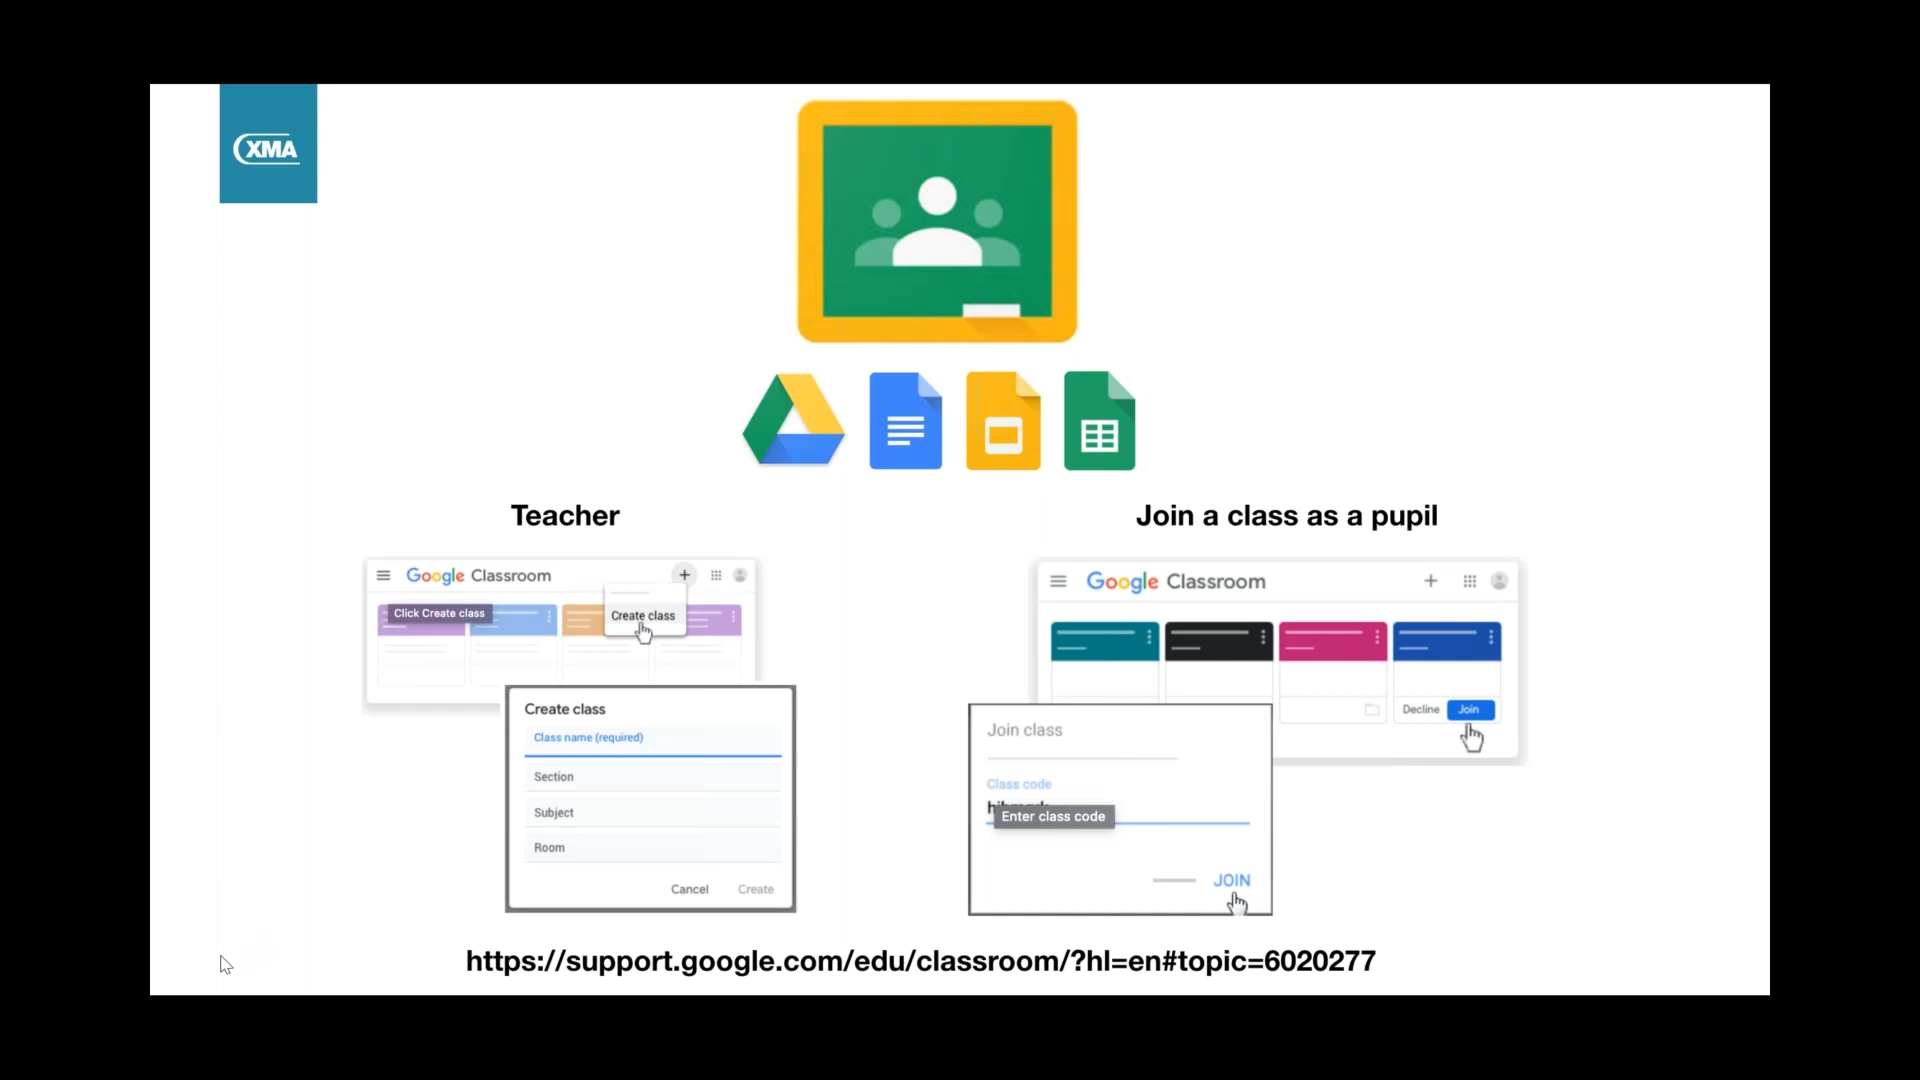 XMA
Teacher
Join a class as a pupil
Google Classroom
Click Create class
Create class
Create class
Class name (required)
Section
Subject
Room
Cancel
Create
Google Classroom
Decline
Join
Join class
Class code
Enter class code
JOIN
https://support.google.com/edu/classroom/?hl=en#topic=6020277